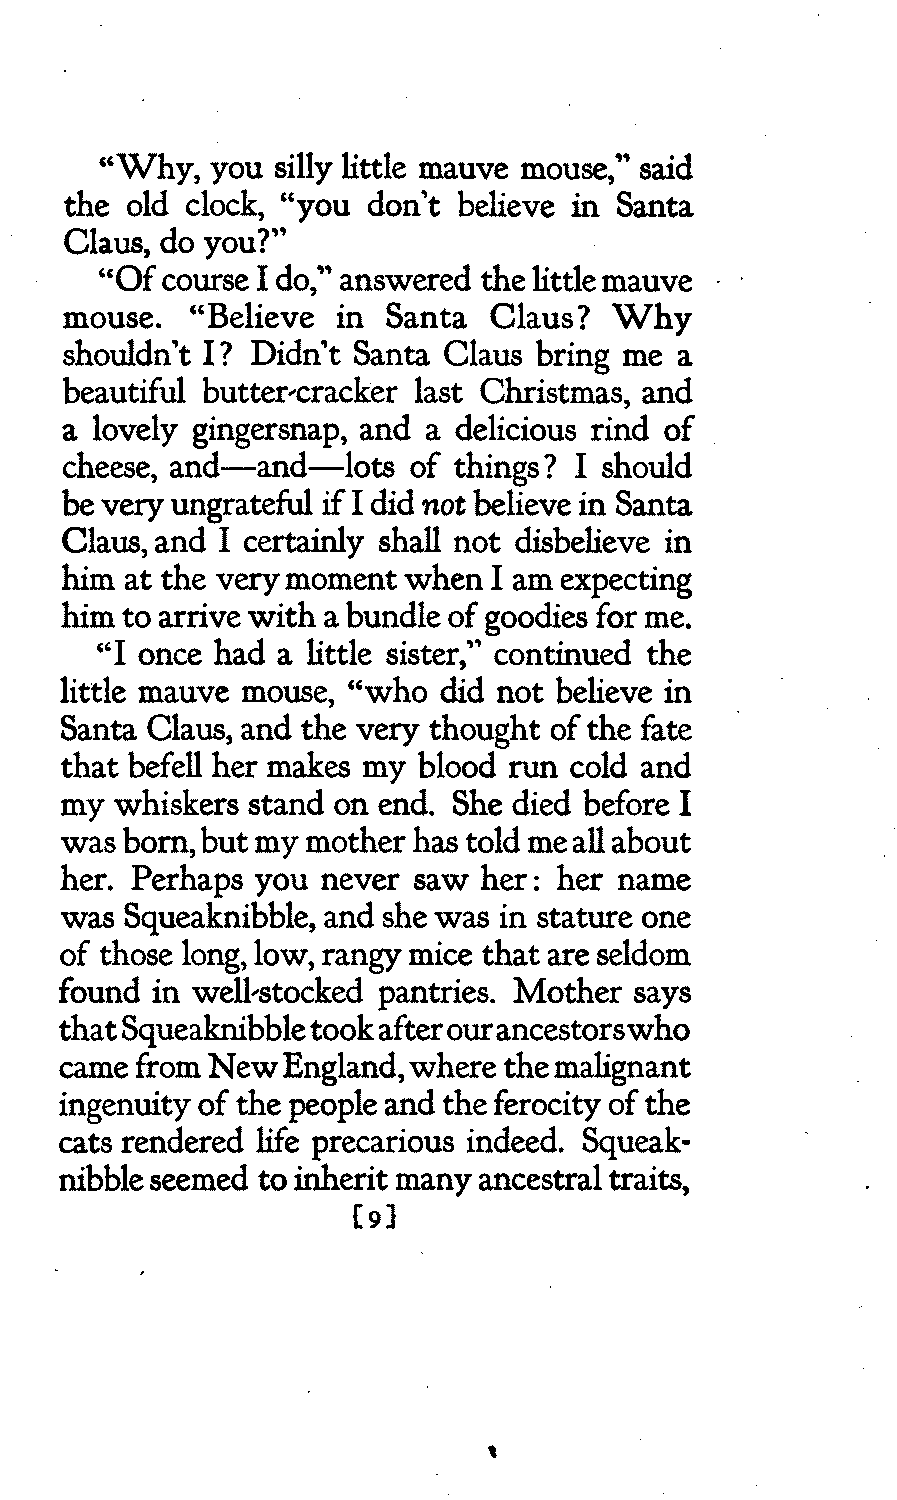 “Why, you silly little mauve mouse,” said
the old clock, “you don’t believe in Santa
Claus, do you?”
“Of course I do,” answered the little mauve
mouse. “Believe in Santa Claus? Why
shouldn’t I? Didn’t Santa Claus bring me a
beautiful butter-cracker last Christmas, and
a lovely gingersnap, and a delicious rind of
cheese, and—and—lots of things? I should
be very ungrateful if I did not believe in Santa
Claus, and I certainly shall not disbelieve in
him at the very moment when I am expecting
him to arrive with a bundle of goodies for me.
“I once had a little sister,” continued the
little mauve mouse, “who did not believe in
Santa Claus, and the very thought of the fate
that befell her makes my blood run cold and
my whiskers stand on end. She died before I
was born, but my mother has told me all about
her. Perhaps you never saw her: her name
was Squeaknibble, and she was in stature one
of those long, low, rangy mice that are seldom
found in well-stocked pantries. Mother says
that Squeaknibble took after our ancestors who
came from New England, where the malignant
ingenuity of the people and the ferocity of the
cats rendered life precarious indeed. Squeak-
nibble seemed to inherit many ancestral traits,
[9]